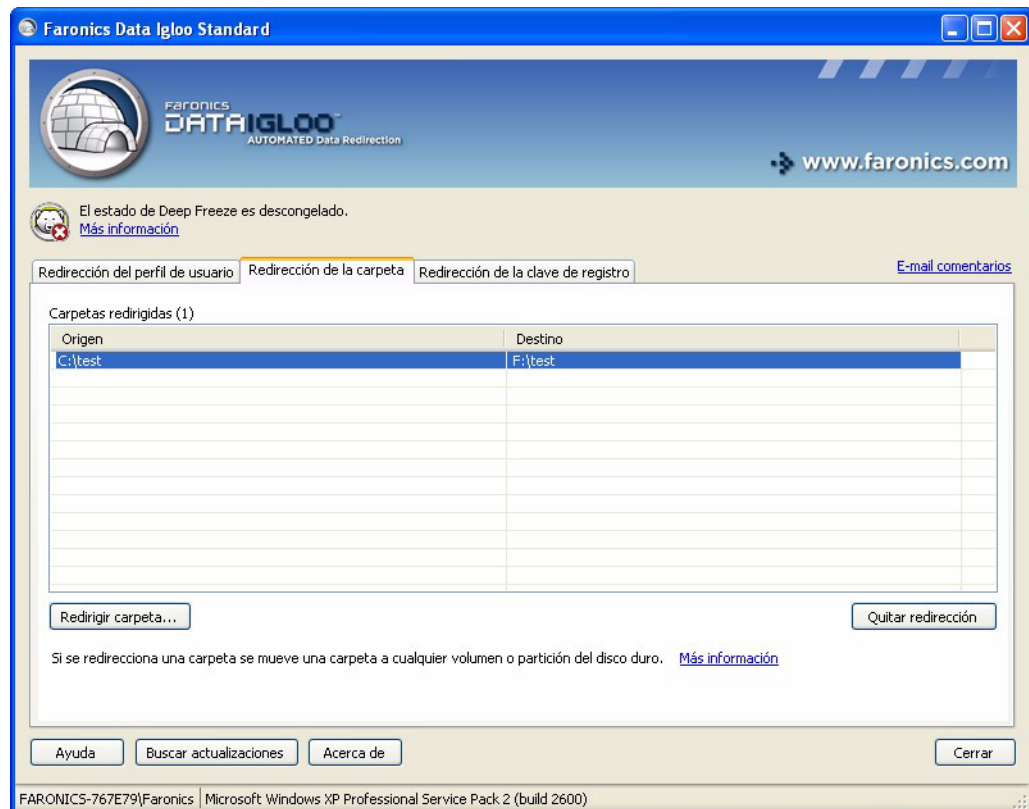 Faronics Data Igloo Standard
Faronics
DATAIGLOO™
AUTOMATED Data Redirection
www.faronics.com
El estado de Deep Freeze es descongelado.
Más información
Redirección del perfil de usuario
Redirección de la carpeta
Redirección de la clave de registro
E-mail comentarios
Carpetas redirigidas (1)
Origen Destino
C:\test F:\test
Redirigir carpeta...
Quitar redirección
Si se redirecciona una carpeta se mueve una carpeta a cualquier volumen o partición del disco duro. Más información
Ayuda
Buscar actualizaciones
Acerca de
Cerrar
FARONICS-767E79\Faronics Microsoft Windows XP Professional Service Pack 2 (build 2600)